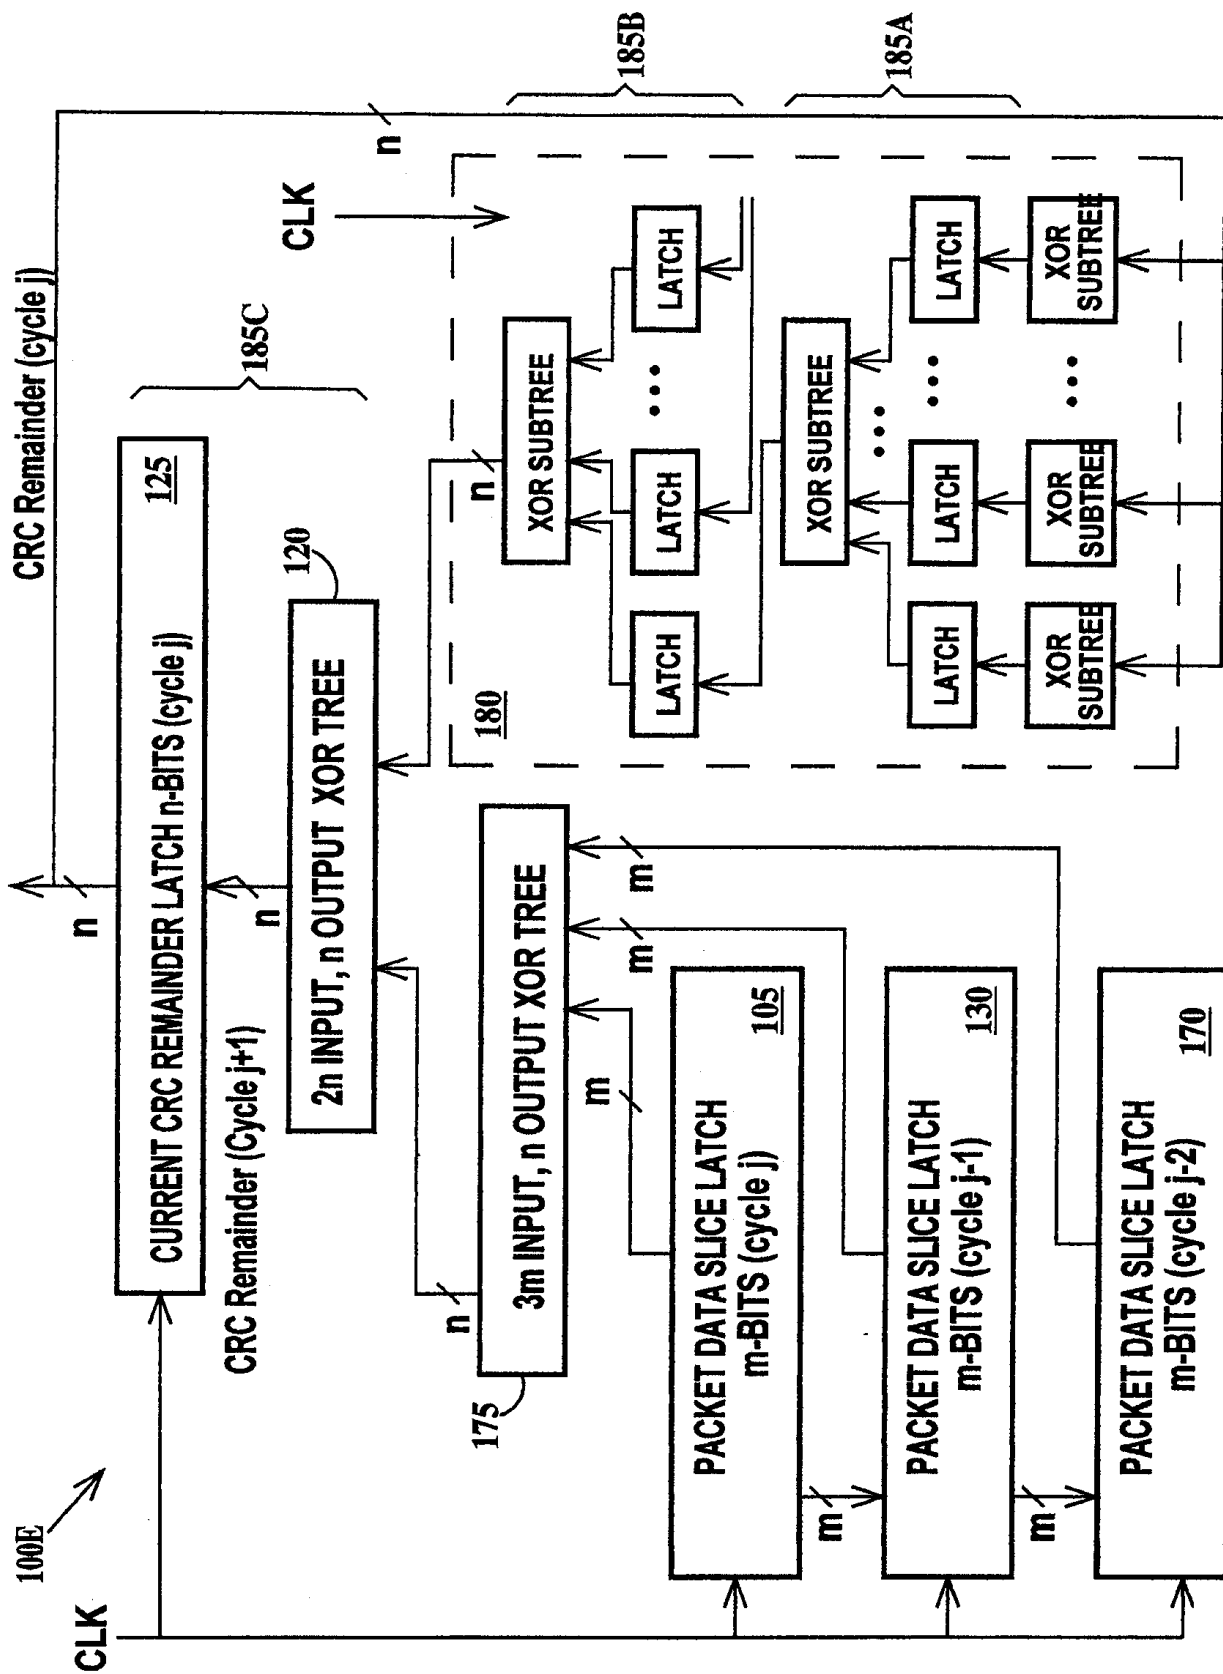 100E
CLK
CRC Remainder (cycle j)
n
CURRENT CRC REMAINDER LATCH n-BITS (cycle j)
125
185C
n
CRC Remainder (Cycle j+1)
n
2n INPUT, n OUTPUT XOR TREE
120
CLK
n
n
3m INPUT, n OUTPUT XOR TREE
175
180
XOR SUBTREE
185B
LATCH
LATCH
• • •
LATCH
m
m
m
PACKET DATA SLICE LATCH
m-BITS (cycle j)
105
XOR SUBTREE
185A
• • •
m
PACKET DATA SLICE LATCH
m-BITS (cycle j-1)
130
LATCH
LATCH
• • •
LATCH
m
PACKET DATA SLICE LATCH
m-BITS (cycle j-2)
170
XOR
SUBTREE
XOR
SUBTREE
• • •
XOR
SUBTREE